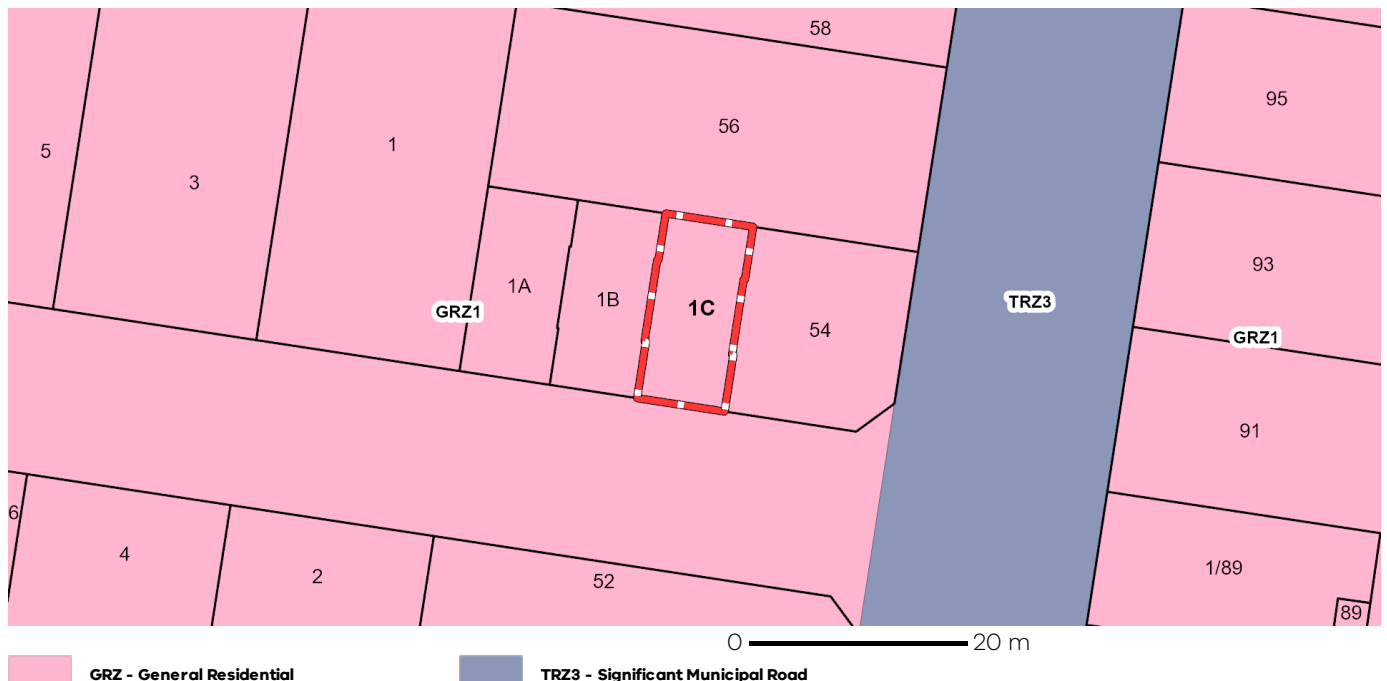 58
95
56
1
5
3
93
1A
1B
1C
GRZ1
TRZ3
54
GRZ1
91
6
4
2
52
1/89
89
0 20 m
GRZ - General Residential
TRZ3 - Significant Municipal Road